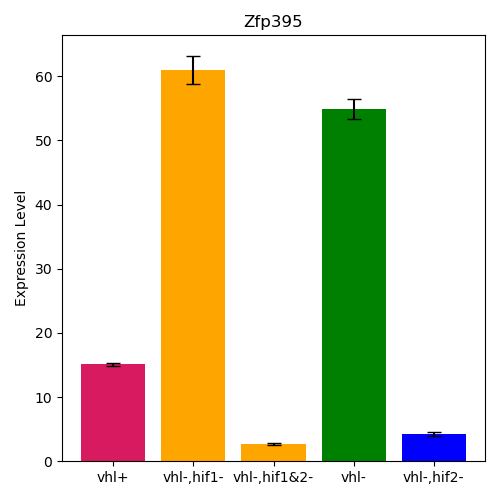 Zfp395
Expression Level
60
50
40
30
20
10
0
vhl+
vhl-,hif1-
vhl-,hif1&2-
vhl-
vhl-,hif2-